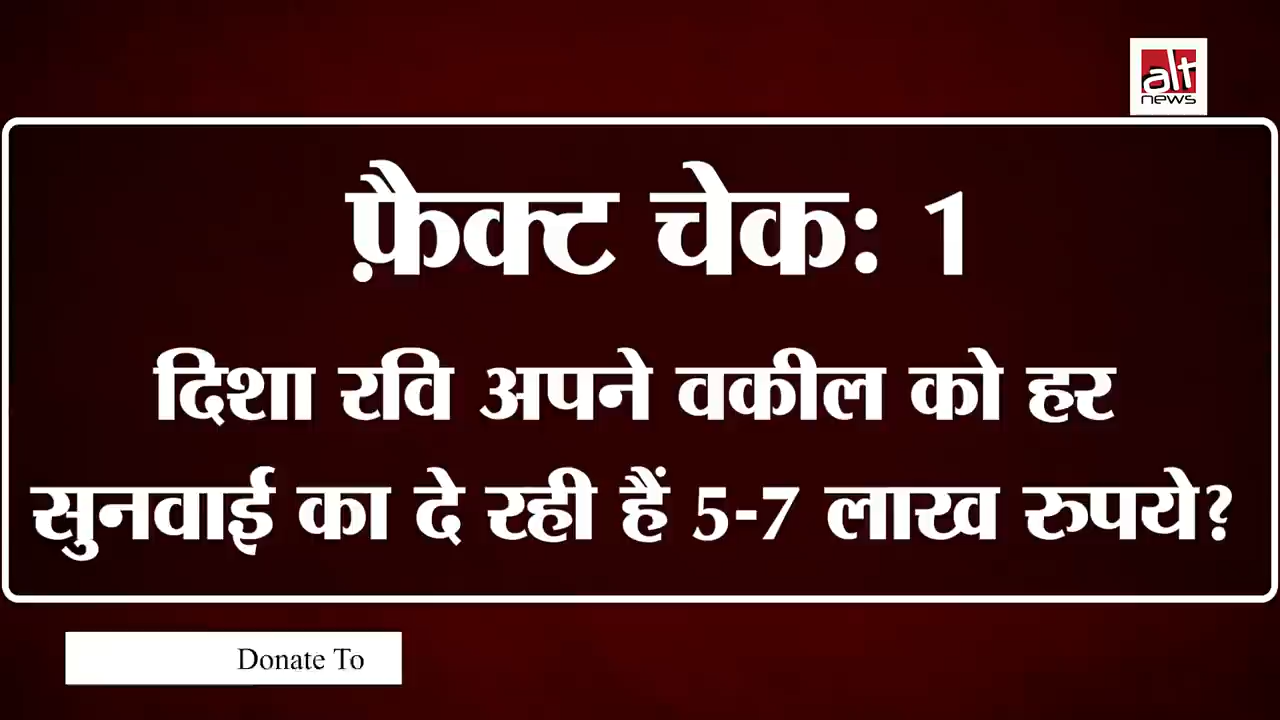 alt
news
फ़ैक्ट चेक: 1
दिशा रवि अपने वकील को हर
सुनवाई का दे रही हैं 5-7 लाख रुपये?
Donate To